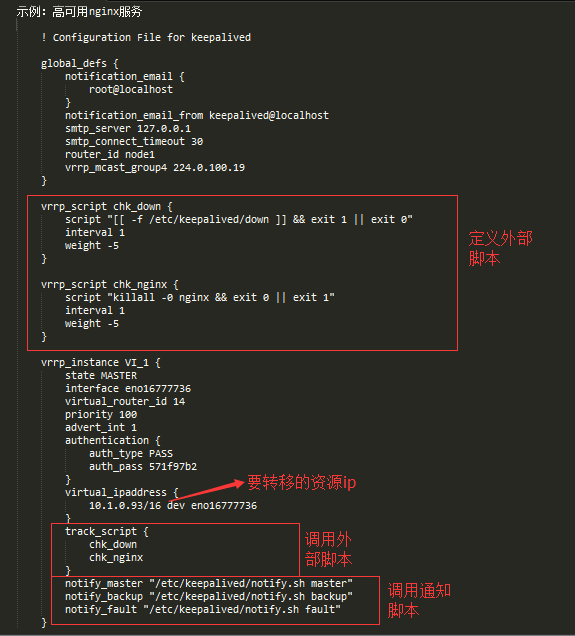 示例：高可用nginx服务
! Configuration File for keepalived
global_defs {
notification_email {
root@localhost
}
notification_email_from keepalived@localhost
smtp_server 127.0.0.1
smtp_connect_timeout 30
router_id node1
vrrp_mcast_group4 224.0.100.19
}
vrrp_script chk_down {
script "[[ -f /etc/keepalived/down ]] && exit 1 || exit 0"
interval 1
weight -5
}
定义外部
脚本
vrrp_script chk_nginx {
script "killall -0 nginx && exit 0 || exit 1"
interval 1
weight -5
}
vrrp_instance VI_1 {
state MASTER
interface eno16777736
virtual_router_id 14
priority 100
advert_int 1
authentication {
auth_type PASS
auth_pass 571f97b2
}
virtual_ipaddress {
要转移的资源ip
10.1.0.93/16 dev eno16777736
}
track_script {
chk_down
chk_nginx
}
调用外
部脚本
notify_master "/etc/keepalived/notify.sh master"
notify_backup "/etc/keepalived/notify.sh backup"
notify_fault "/etc/keepalived/notify.sh fault"
调用通知
脚本
}